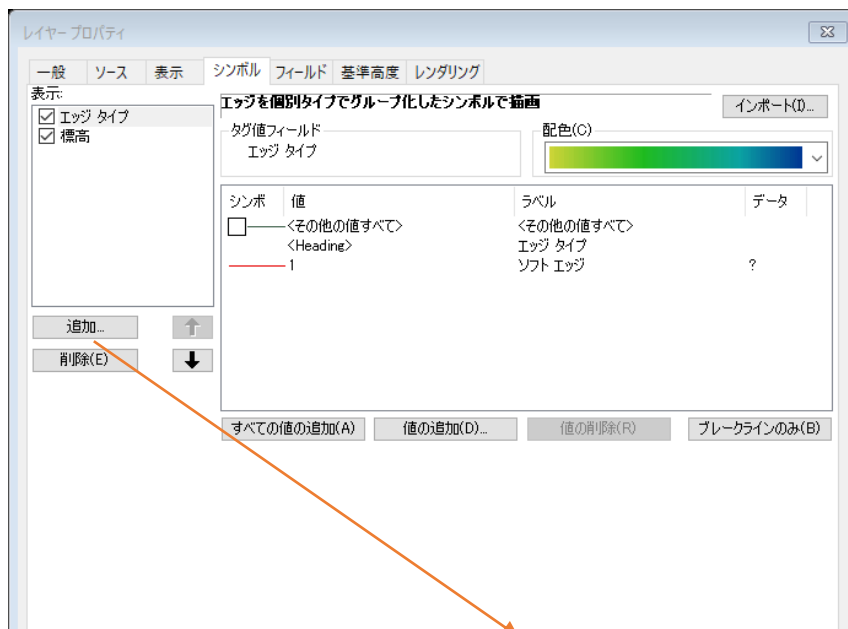 レイヤー プロパティ
一般 ソース 表示 シンボル フィールド 基準高度 レンダリング
表示:
エッジ タイプ
標高
エッジを個別タイプでグループ化したシンボルで描画
インポート(I)...
タグ値フィールド
エッジ タイプ
配色(C)
シンボ 値 ラベル データ
<その他の値すべて> <その他の値すべて>
<Heading> エッジ タイプ
1 ソフト エッジ ?
追加...
削除(E)
すべての値の追加(A) 値の追加(D)... 値の削除(R) ブレークラインのみ(B)